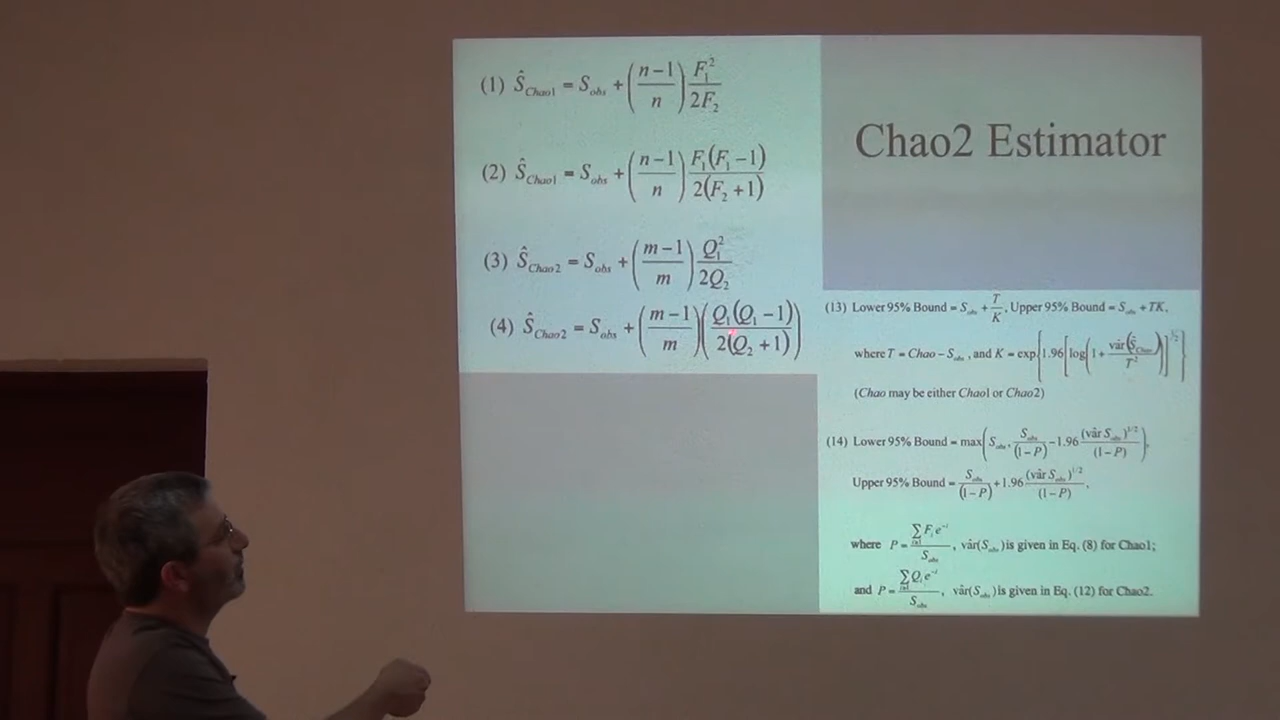 (1) Ŝ_Chao1 = S_obs + ((n−1)/n) F₁²/2F₂
(2) Ŝ_Chao1 = S_obs + ((n−1)/n) F₁(F₁−1)/2(F₂+1)
(3) Ŝ_Chao2 = S_obs + ((m−1)/m) Q₁²/2Q₂
(4) Ŝ_Chao2 = S_obs + ((m−1)/m)(Q₁(Q₁−1)/2(Q₂+1))
Chao2 Estimator
(13) Lower 95% Bound = S_obs + T/K, Upper 95% Bound = S_obs + TK,
where T = Chao − S_obs, and K = exp{1.96[log(1 + vâr(Ŝ_Chao)/T²)]^1/2}
(Chao may be either Chao1 or Chao2)
(14) Lower 95% Bound = max(S_obs, S_obs/(1−P) − 1.96 (vâr S_obs)^1/2/(1−P)),
Upper 95% Bound = S_obs/(1−P) + 1.96 (vâr S_obs)^1/2/(1−P),
where P = ∑_i=1 F_i e^−i / S_obs, vâr(S_obs) is given in Eq. (8) for Chao1;
and P = ∑_i=1 Q_i e^−i / S_obs, vâr(S_obs) is given in Eq. (12) for Chao2.